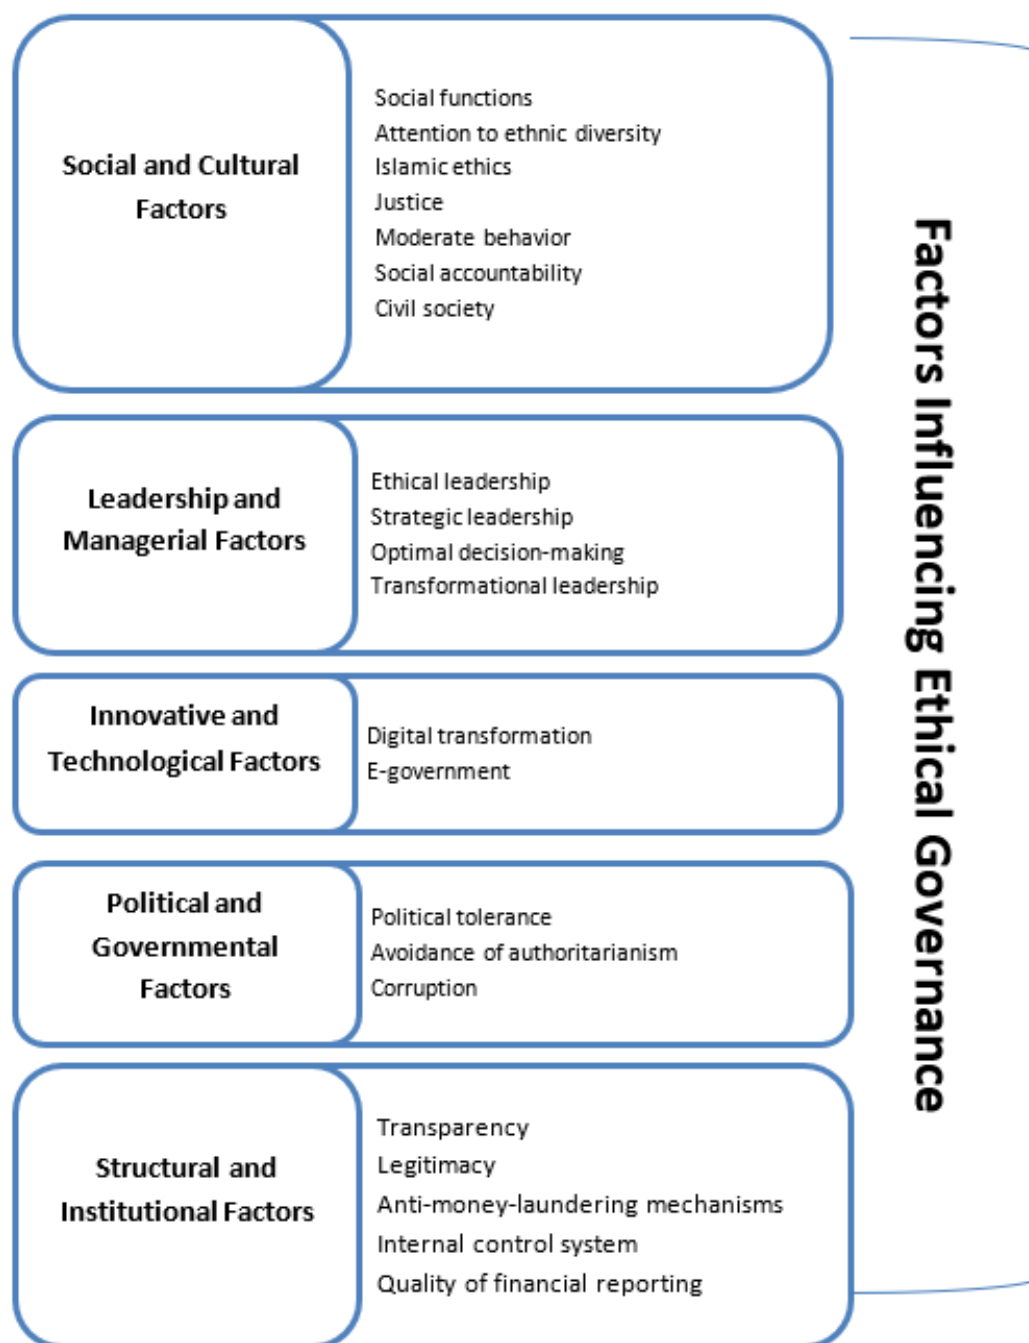 Social and Cultural
Factors
Social functions
Attention to ethnic diversity
Islamic ethics
Justice
Moderate behavior
Social accountability
Civil society
Leadership and
Managerial Factors
Ethical leadership
Strategic leadership
Optimal decision-making
Transformational leadership
Innovative and
Technological Factors
Digital transformation
E-government
Political and
Governmental
Factors
Political tolerance
Avoidance of authoritarianism
Corruption
Structural and
Institutional Factors
Transparency
Legitimacy
Anti-money-laundering mechanisms
Internal control system
Quality of financial reporting
Factors Influencing Ethical Governance